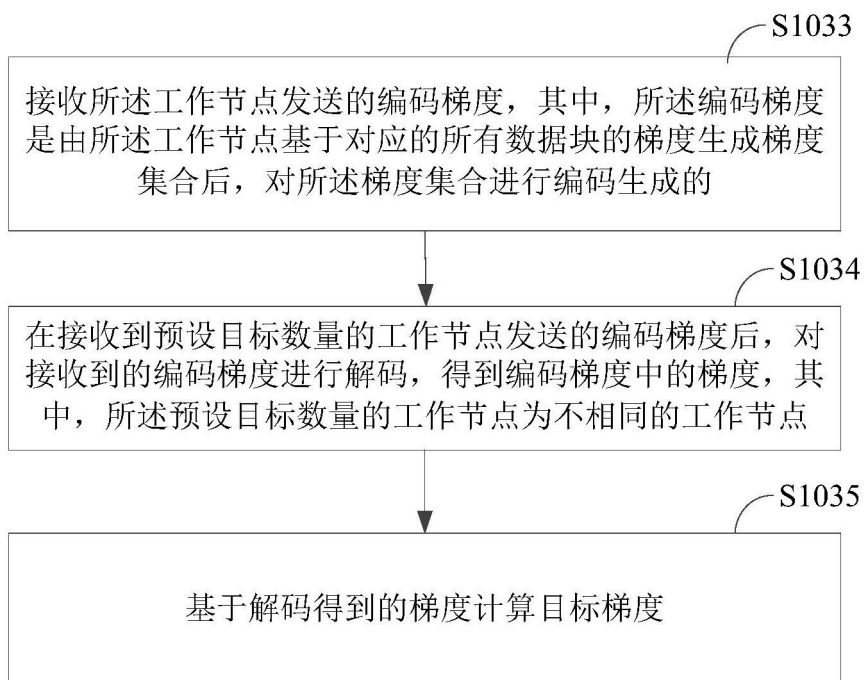 S1033
接收所述工作节点发送的编码梯度，其中，所述编码梯度
是由所述工作节点基于对应的所有数据块的梯度生成梯度
集合后，对所述梯度集合进行编码生成的
S1034
在接收到预设目标数量的工作节点发送的编码梯度后，对
接收到的编码梯度进行解码，得到编码梯度中的梯度，其
中，所述预设目标数量的工作节点为不相同的工作节点
S1035
基于解码得到的梯度计算目标梯度